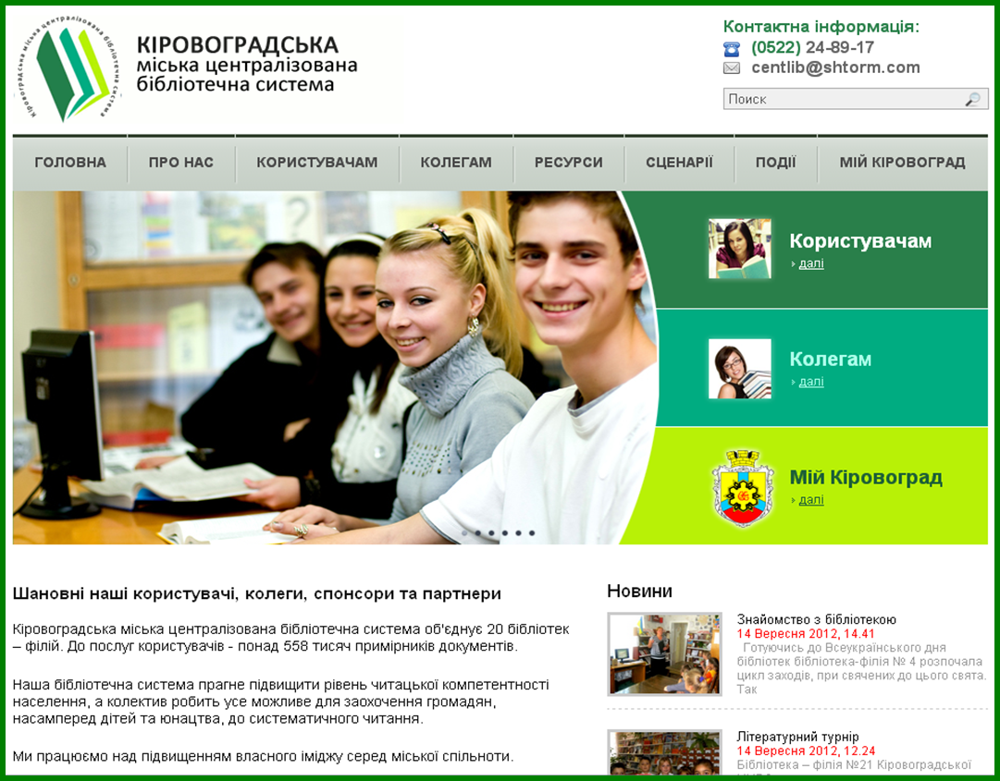 Кіровоградська міська централізована бібліотечна система
КІРОВОГРАДСЬКА
міська централізована
бібліотечна система
Контактна інформація:
(0522) 24-89-17
centlib@shtorm.com
Поиск
ГОЛОВНА ПРО НАС КОРИСТУВАЧАМ КОЛЕГАМ РЕСУРСИ СЦЕНАРІЇ ПОДІЇ МІЙ КІРОВОГРАД
Користувачам
далі
Колегам
далі
Мій Кіровоград
далі
Шановні наші користувачі, колеги, спонсори та партнери
Кіровоградська міська централізована бібліотечна система об'єднує 20 бібліотек
– філій. До послуг користувачів - понад 558 тисяч примірників документів.
Наша бібліотечна система прагне підвищити рівень читацької компетентності
населення, а колектив робить усе можливе для заохочення громадян,
насамперед дітей та юнацтва, до систематичного читання.
Ми працюємо над підвищенням власного іміджу серед міської спільноти.
Новини
Знайомство з бібліотекою
14 Вересня 2012, 14.41
Готуючись до Всеукраїнського дня
бібліотек бібліотека-філія № 4 розпочала
цикл заходів, при свячених до цього свята.
Так
Літературний турнір
14 Вересня 2012, 12.24
Бібліотека – філія №21 Кіровоградської